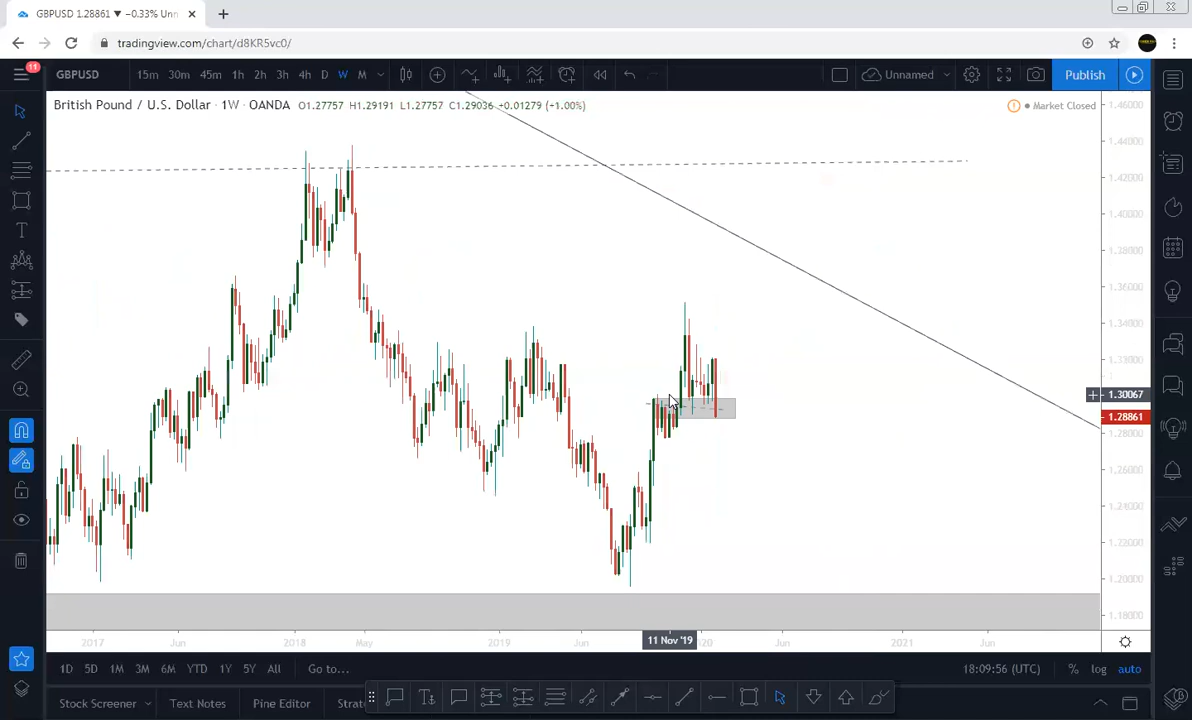 GBPUSD 1.28861 ▼ −0.33% Unn
tradingview.com/chart/d8KR5vc0/
11
GBPUSD
15m 30m 45m 1h 2h 3h 4h D W M
Unnamed
Publish
British Pound / U.S. Dollar · 1W · OANDA O1.27757 H1.29191 L1.27757 C1.29036 +0.01279 (+1.00%)
Market Closed
1.46000
1.44000
1.42000
1.40000
1.38000
1.36000
1.34000
1.32000
1.30067
1.28861
1.28000
1.26000
1.24000
1.22000
1.20000
1.18000
2017 Jun 2018 May 2019 Jun 11 Nov '19 20 Jun 2021 Jun
1D 5D 1M 3M 6M YTD 1Y 5Y All Go to...
18:09:56 (UTC) % log auto
Stock Screener Text Notes Pine Editor Strat